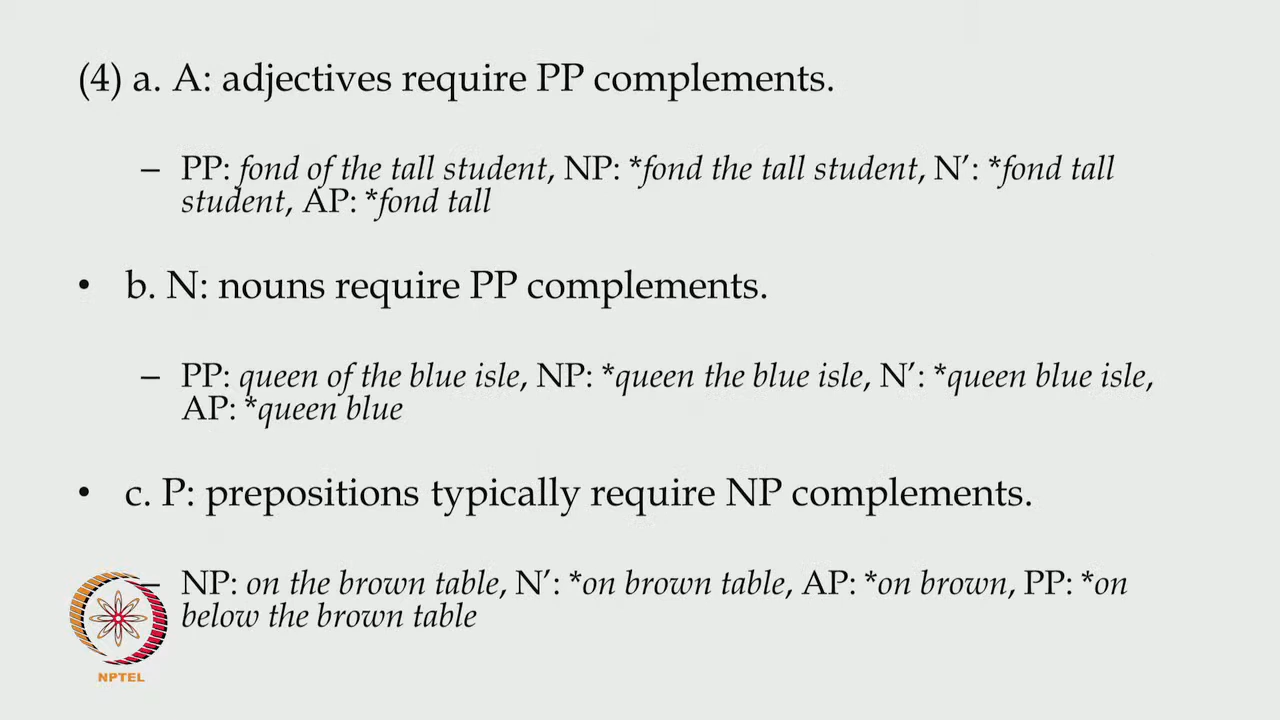 (4) a. A: adjectives require PP complements.
– PP: fond of the tall student, NP: *fond the tall student, N′: *fond tall
student, AP: *fond tall
• b. N: nouns require PP complements.
– PP: queen of the blue isle, NP: *queen the blue isle, N′: *queen blue isle,
AP: *queen blue
• c. P: prepositions typically require NP complements.
– NP: on the brown table, N′: *on brown table, AP: *on brown, PP: *on
below the brown table
NPTEL